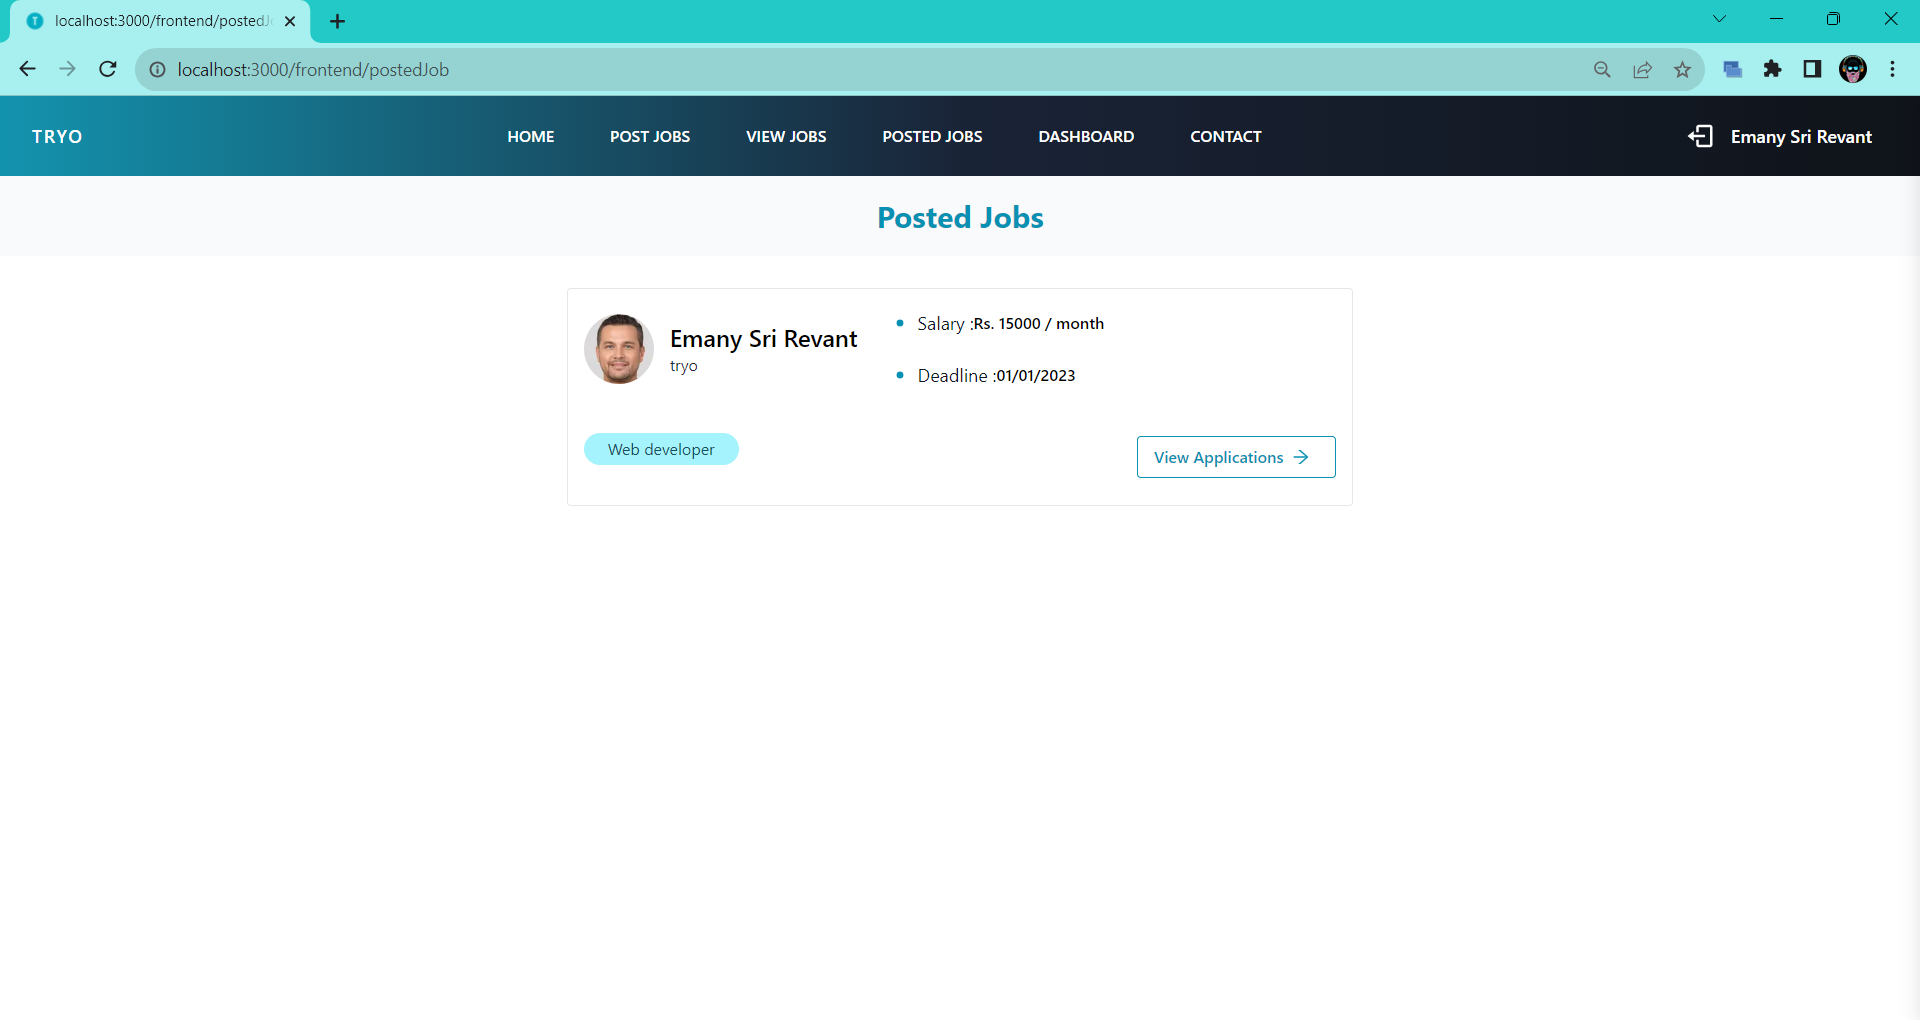 localhost:3000/frontend/postedJ
localhost:3000/frontend/postedJob
TRYO
HOME
POST JOBS
VIEW JOBS
POSTED JOBS
DASHBOARD
CONTACT
Emany Sri Revant
Posted Jobs
Emany Sri Revant
tryo
Salary :Rs. 15000 / month
Deadline :01/01/2023
Web developer
View Applications